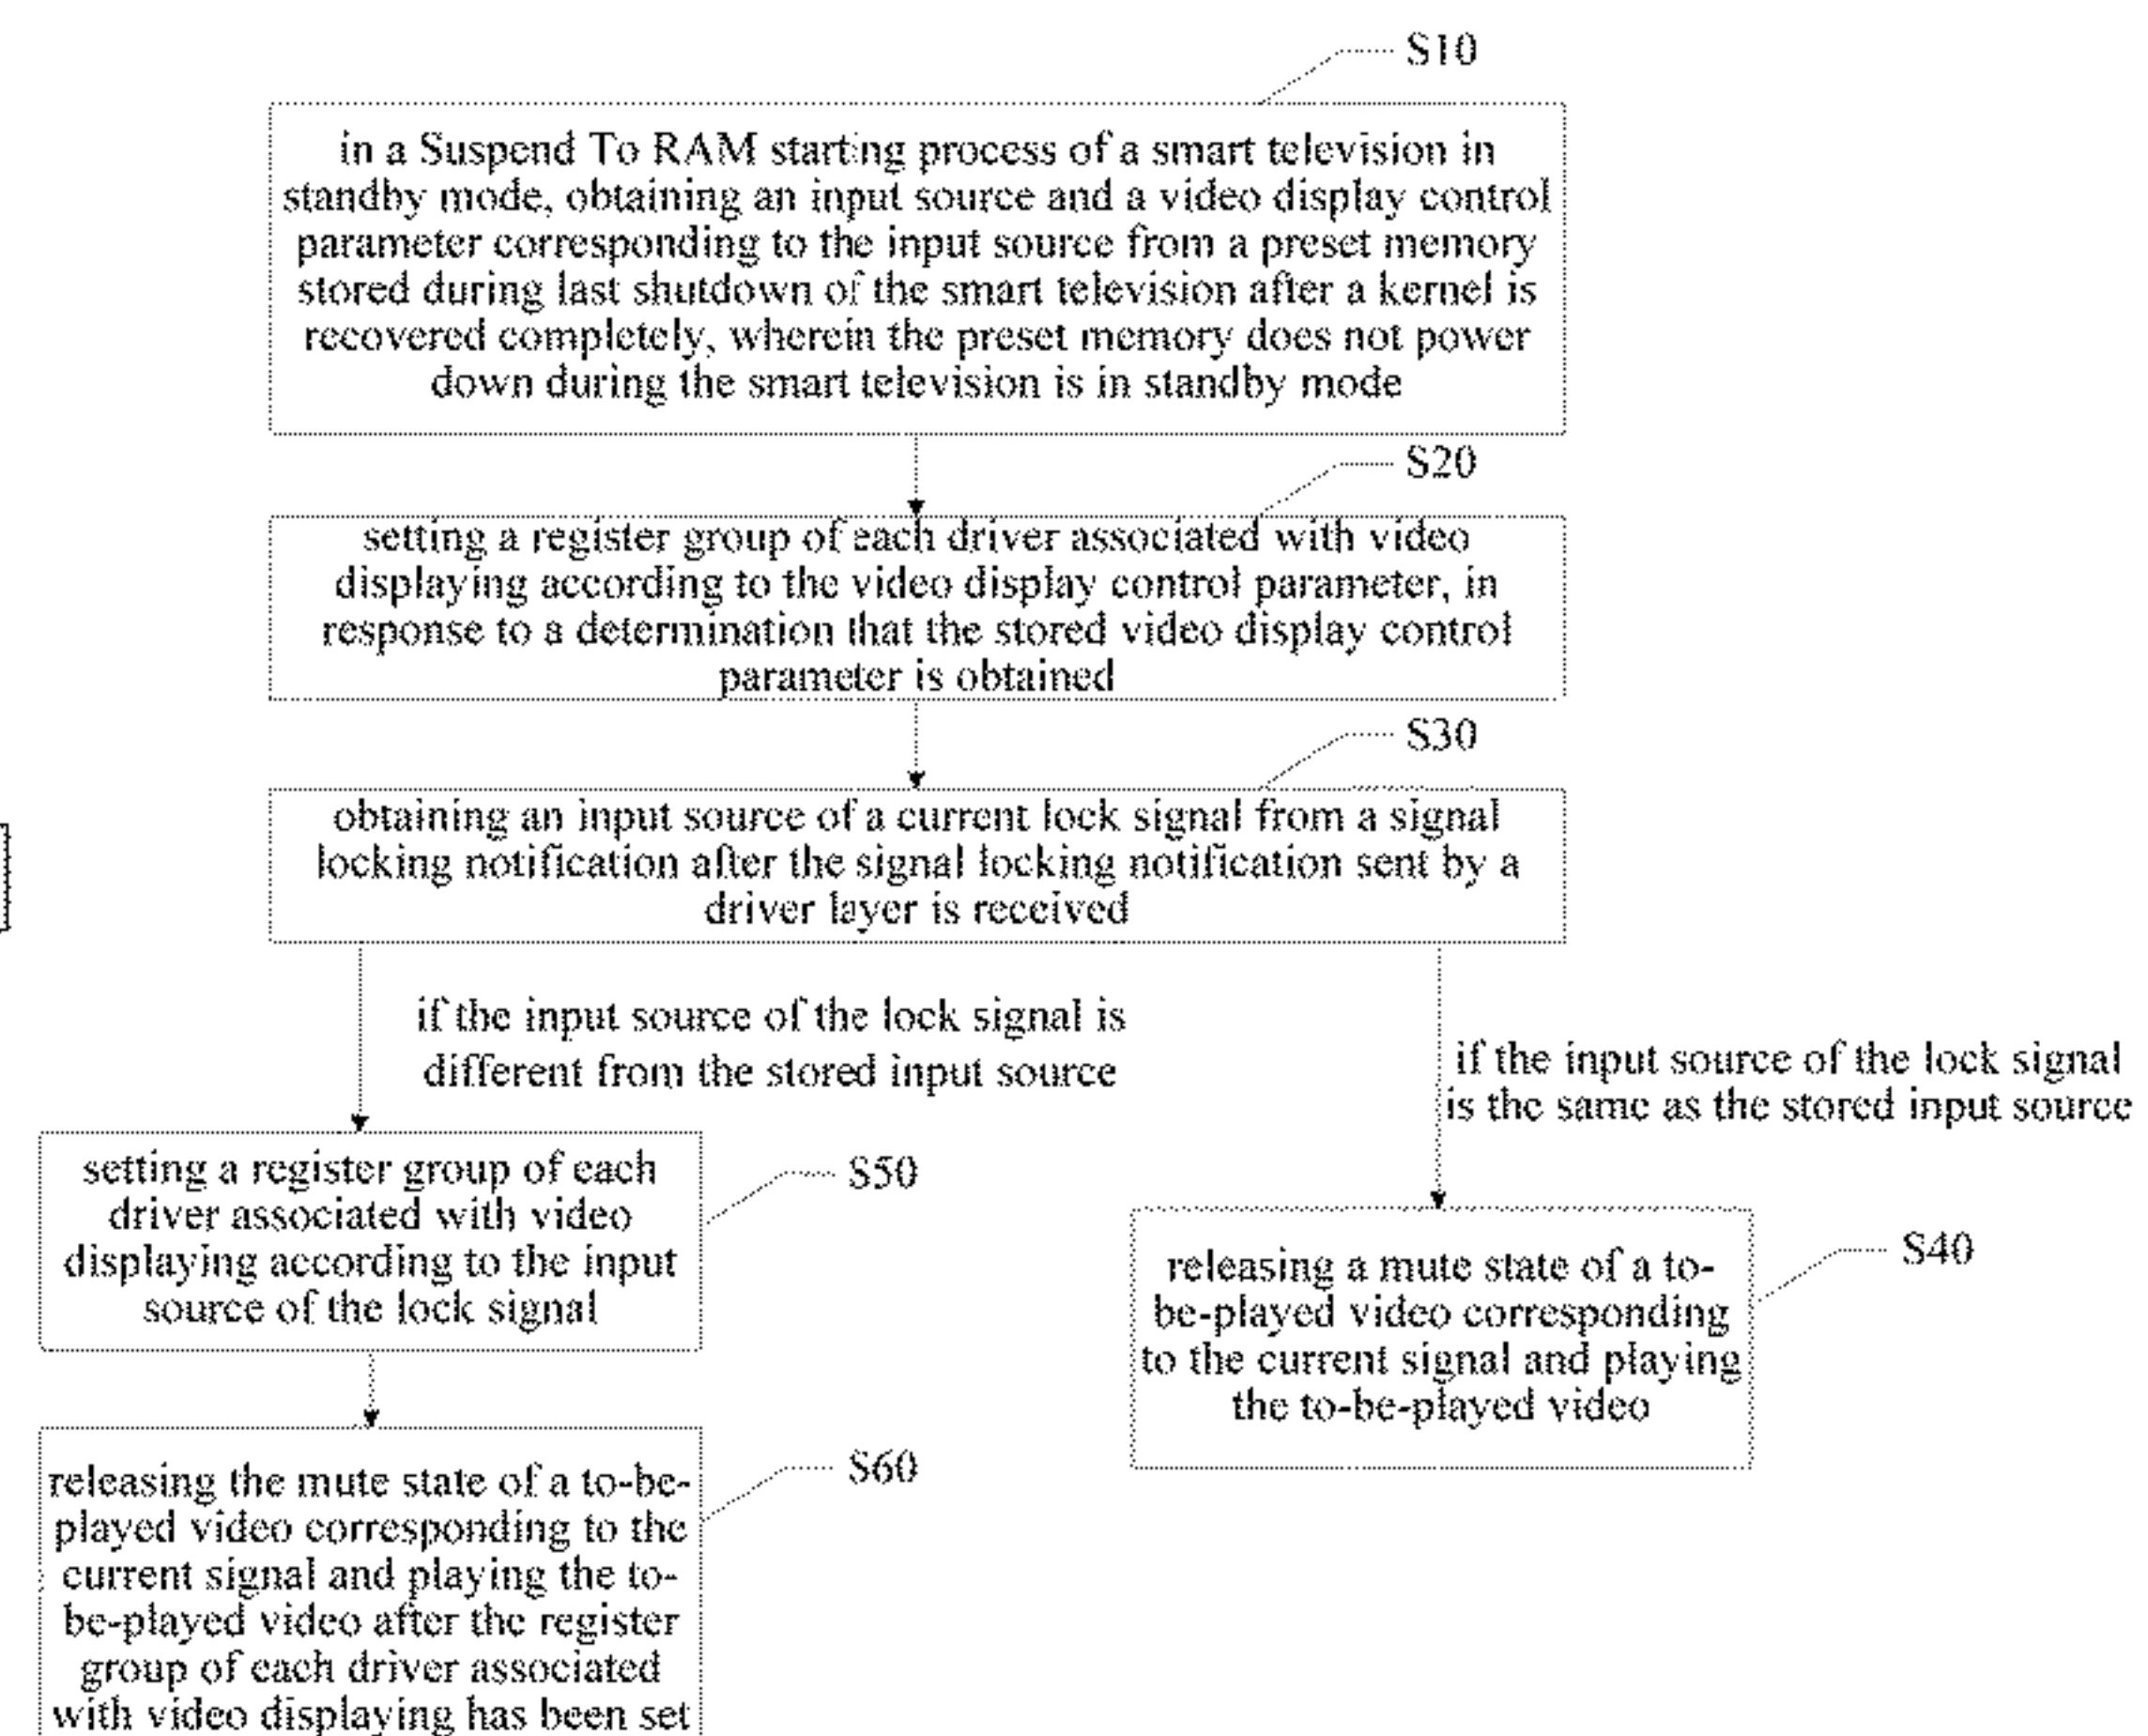 S10
in a Suspend To RAM starting process of a smart television in
standby mode, obtaining an input source and a video display control
parameter corresponding to the input source from a preset memory
stored during last shutdown of the smart television after a kernel is
recovered completely, wherein the preset memory does not power
down during the smart television is in standby mode
S20
setting a register group of each driver associated with video
displaying according to the video display control parameter, in
response to a determination that the stored video display control
parameter is obtained
S30
obtaining an input source of a current lock signal from a signal
locking notification after the signal locking notification sent by a
driver layer is received
if the input source of the lock signal is
different from the stored input source
if the input source of the lock signal
is the same as the stored input source
setting a register group of each
driver associated with video
displaying according to the input
source of the lock signal
S50
releasing a mute state of a to-
be-played video corresponding
to the current signal and playing
the to-be-played video
S40
releasing the mute state of a to-be-
played video corresponding to the
current signal and playing the to-
be-played video after the register
group of each driver associated
with video displaying has been set
S60